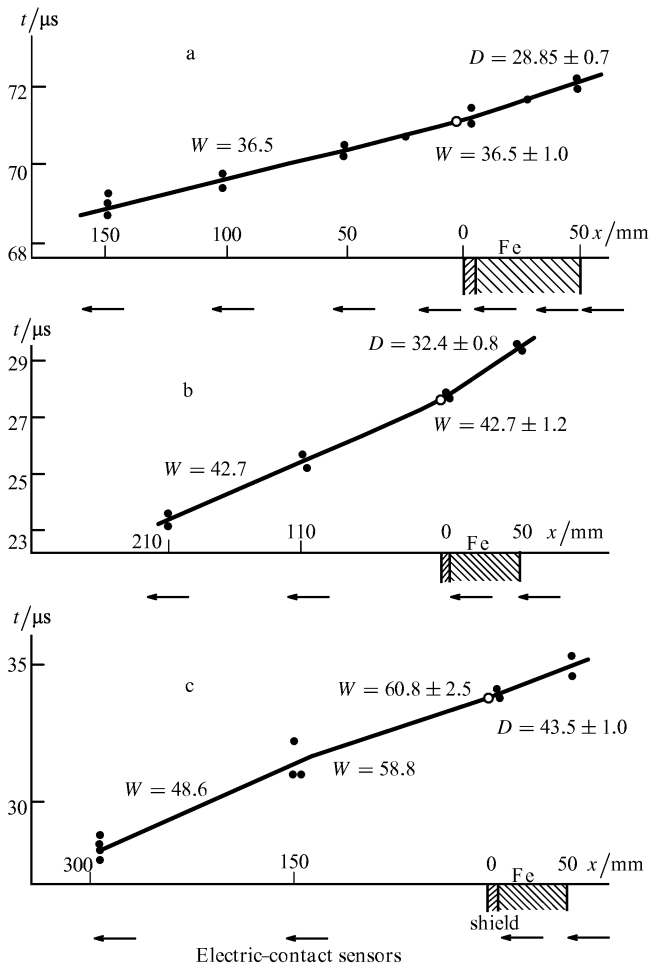 t/μs
a
D = 28.85 ± 0.7
72
W = 36.5
W = 36.5 ± 1.0
70
150
100
50
0
50 x/mm
68
Fe
t/μs
D = 32.4 ± 0.8
29
b
27
W = 42.7 ± 1.2
W = 42.7
25
23
210
110
0
50
x/mm
Fe
t/μs
35
c
W = 60.8 ± 2.5
D = 43.5 ± 1.0
W = 58.8
W = 48.6
30
300
150
0
50
x/mm
Fe
shield
Electric-contact sensors